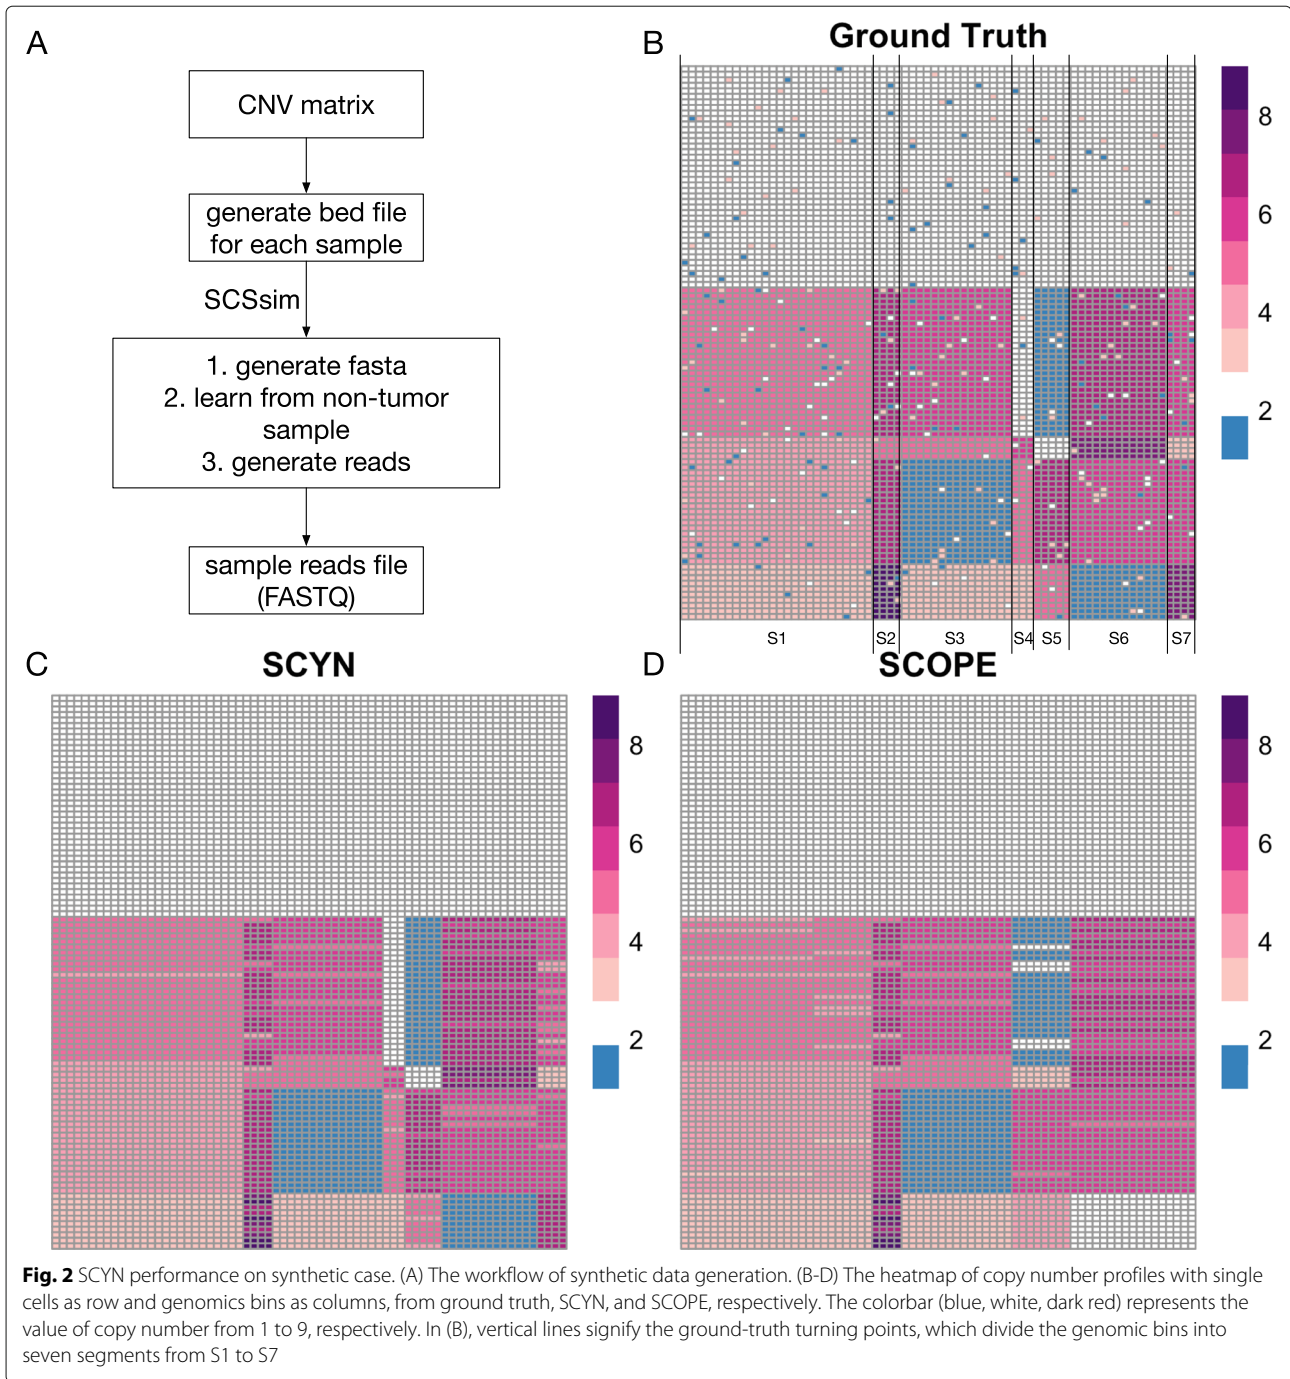 A
CNV matrix
generate bed file
for each sample
SCSsim
1. generate fasta
2. learn from non-tumor
sample
3. generate reads
sample reads file
(FASTQ)
B
Ground Truth
8
6
4
2
S1
S2
S3
S4
S5
S6
S7
C
SCYN
8
6
4
2
D
SCOPE
8
6
4
2
Fig. 2 SCYN performance on synthetic case. (A) The workflow of synthetic data generation. (B-D) The heatmap of copy number profiles with single
cells as row and genomics bins as columns, from ground truth, SCYN, and SCOPE, respectively. The colorbar (blue, white, dark red) represents the
value of copy number from 1 to 9, respectively. In (B), vertical lines signify the ground-truth turning points, which divide the genomic bins into
seven segments from S1 to S7